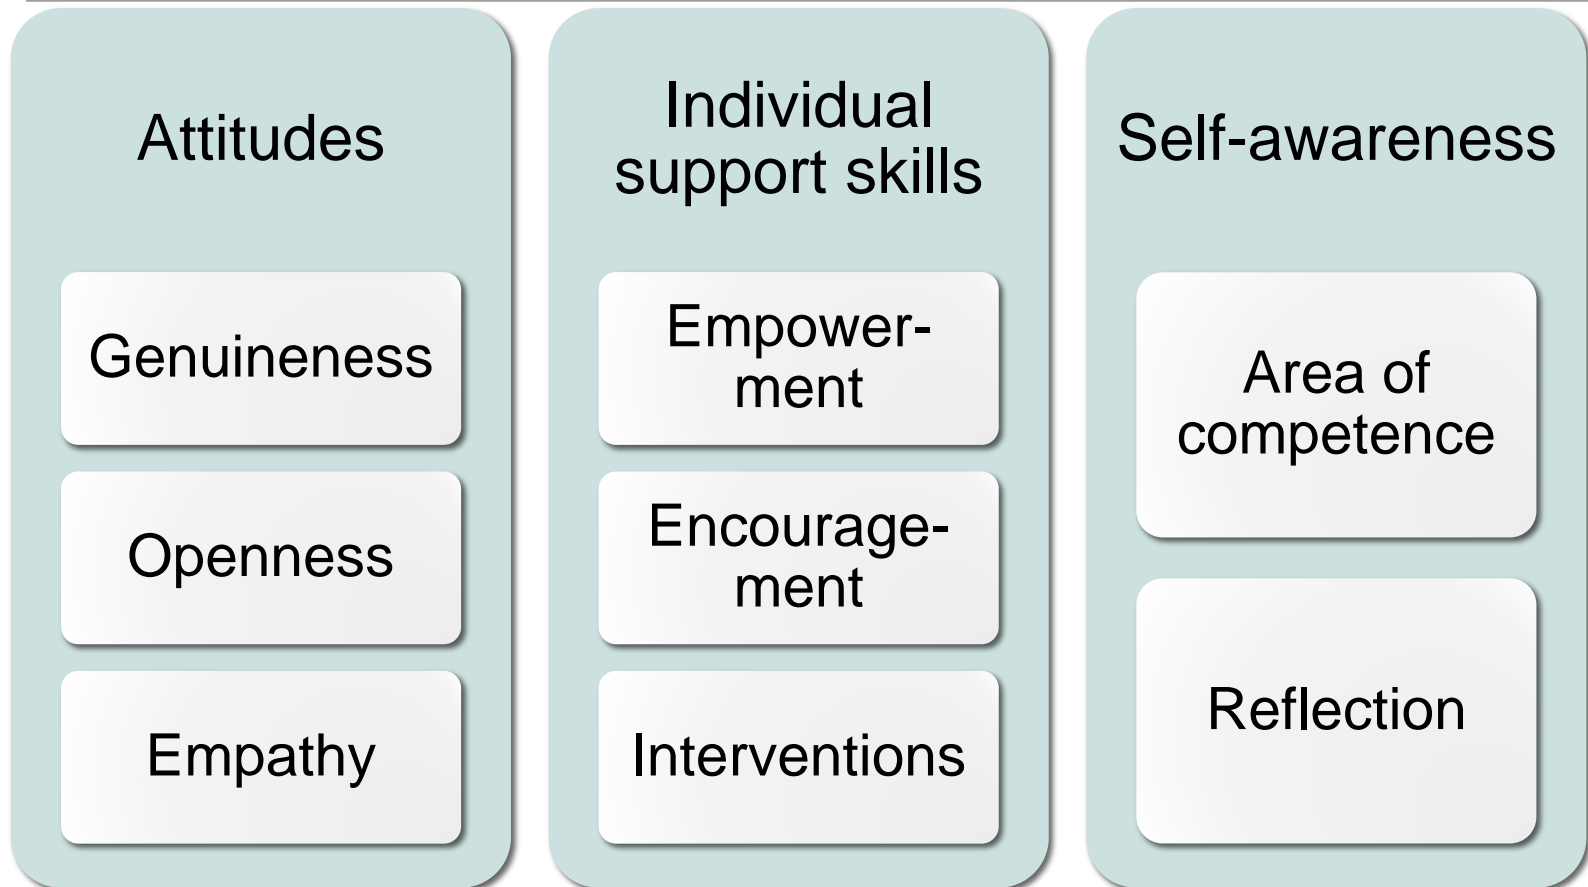 Attitudes
Genuineness
Openness
Empathy
Individual
support skills
Empower-
ment
Encourage-
ment
Interventions
Self-awareness
Area of
competence
Reflection